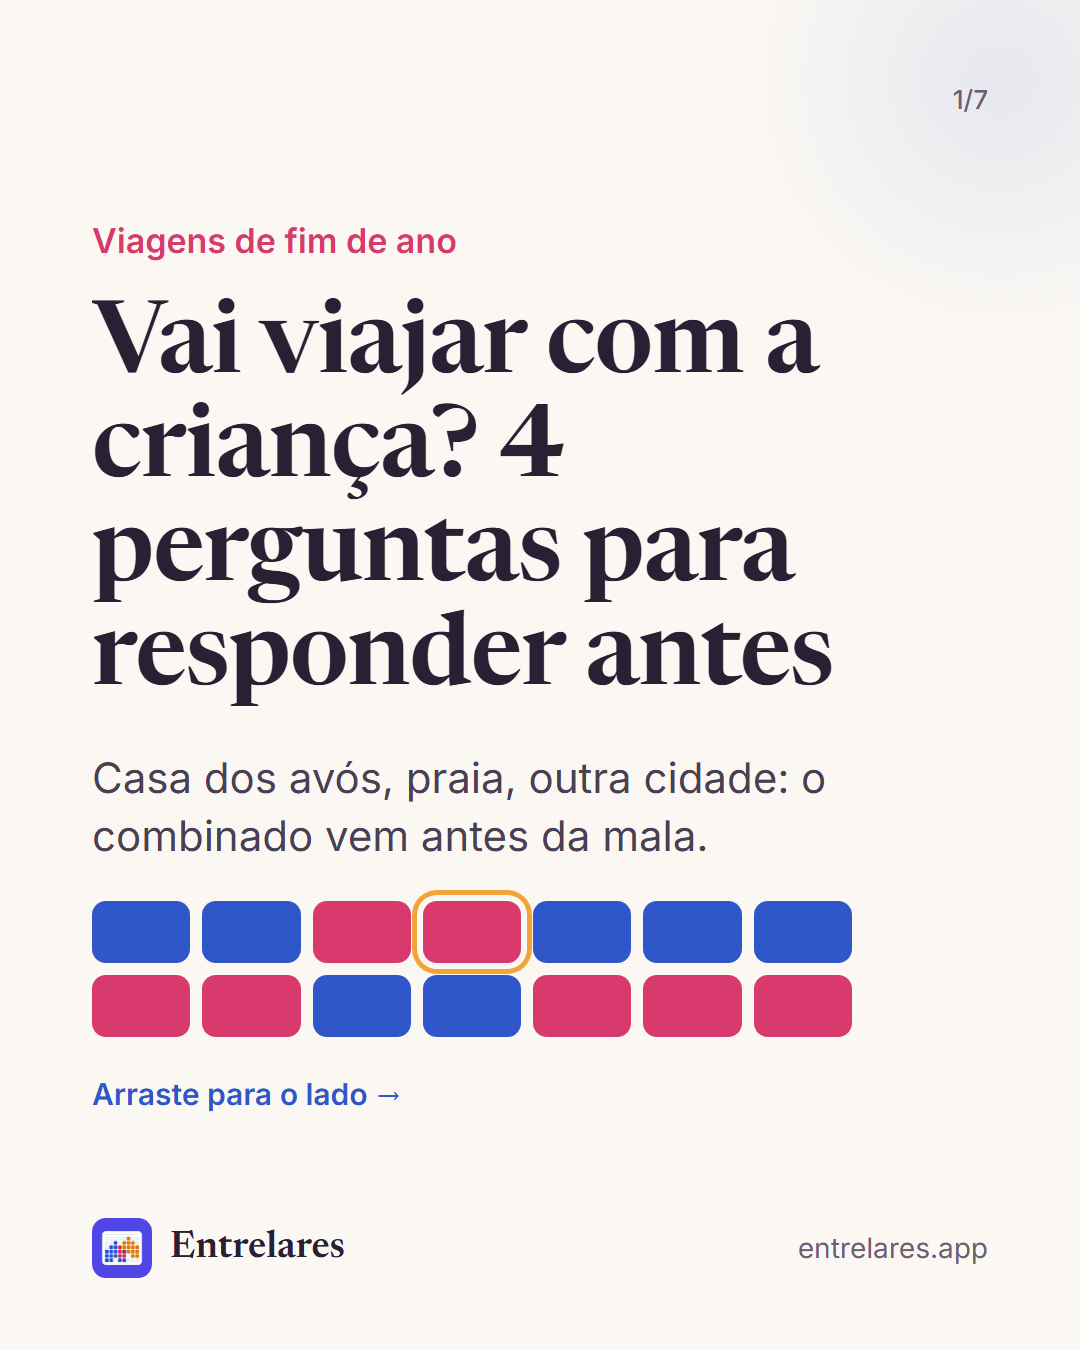 1/7
Viagens de fim de ano
Vai viajar com a
criança? 4
perguntas para
responder antes
Casa dos avós, praia, outra cidade: o
combinado vem antes da mala.
Arraste para o lado →
Entrelares
entrelares.app